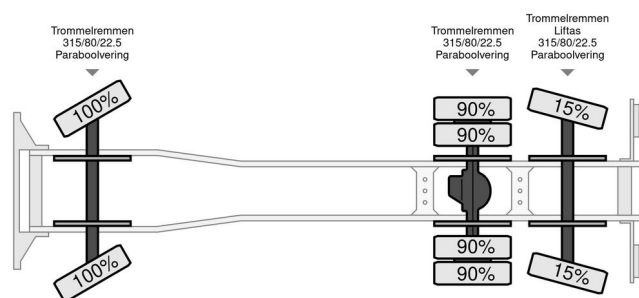 Trommelremmen
315/80/22.5
Paraboolvering
Trommelremmen
315/80/22.5
Paraboolvering
Trommelremmen
Liftas
315/80/22.5
Paraboolvering
100%
90%
90%
15%
100%
90%
90%
15%